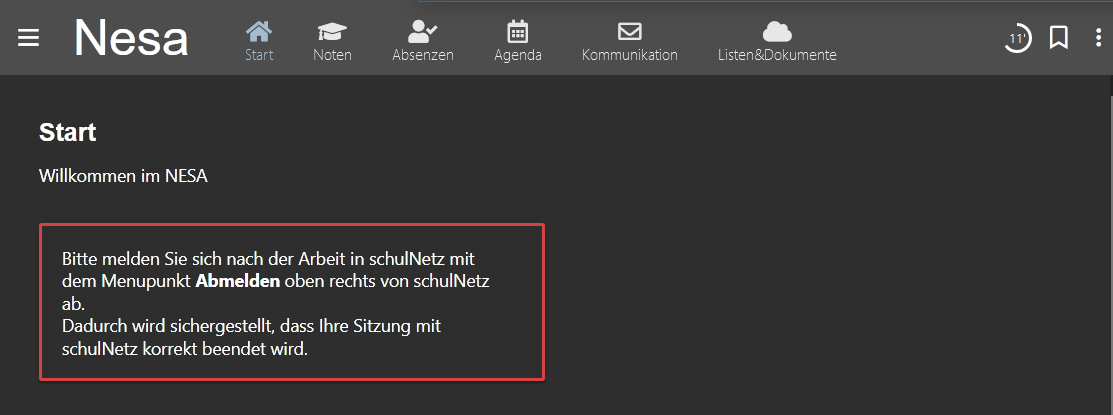 Nesa
Start
Noten
Absenzen
Agenda
Kommunikation
Listen&Dokumente
11'
Start
Willkommen im NESA
Bitte melden Sie sich nach der Arbeit in schulNetz mit
dem Menupunkt Abmelden oben rechts von schulNetz
ab.
Dadurch wird sichergestellt, dass Ihre Sitzung mit
schulNetz korrekt beendet wird.